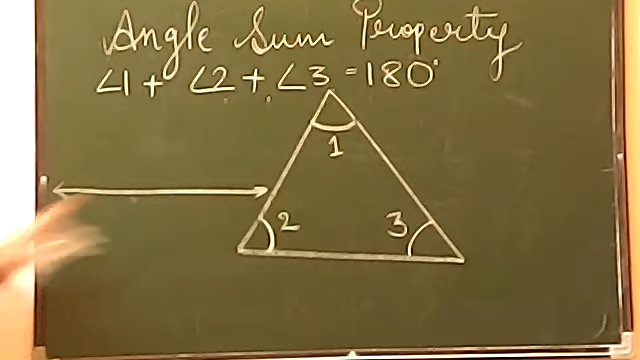 Angle Sum Property
∠1 + ∠2 + ∠3 = 180°
1
2
3